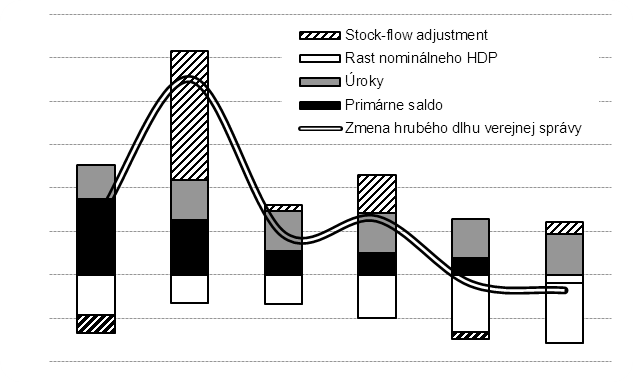 Stock-flow adjustment
Rast nominálneho HDP
Úroky
Primárne saldo
Zmena hrubého dlhu verejnej správy